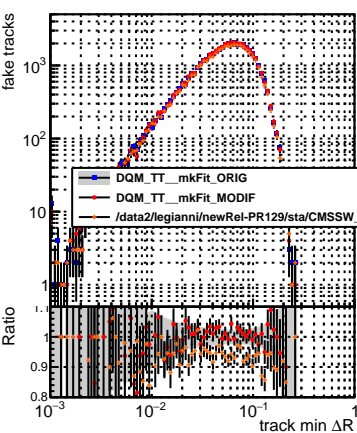 fake tracks
10³
10²
10
1
DQM_TT__mkFit_ORIG
DQM_TT__mkFit_MODIF
/data2/legianni/newRel-PR129/sta/CMSSW_
Ratio
1.1
1
0.9
0.8
10⁻³ 10⁻² 10⁻¹ 1
track min ΔR